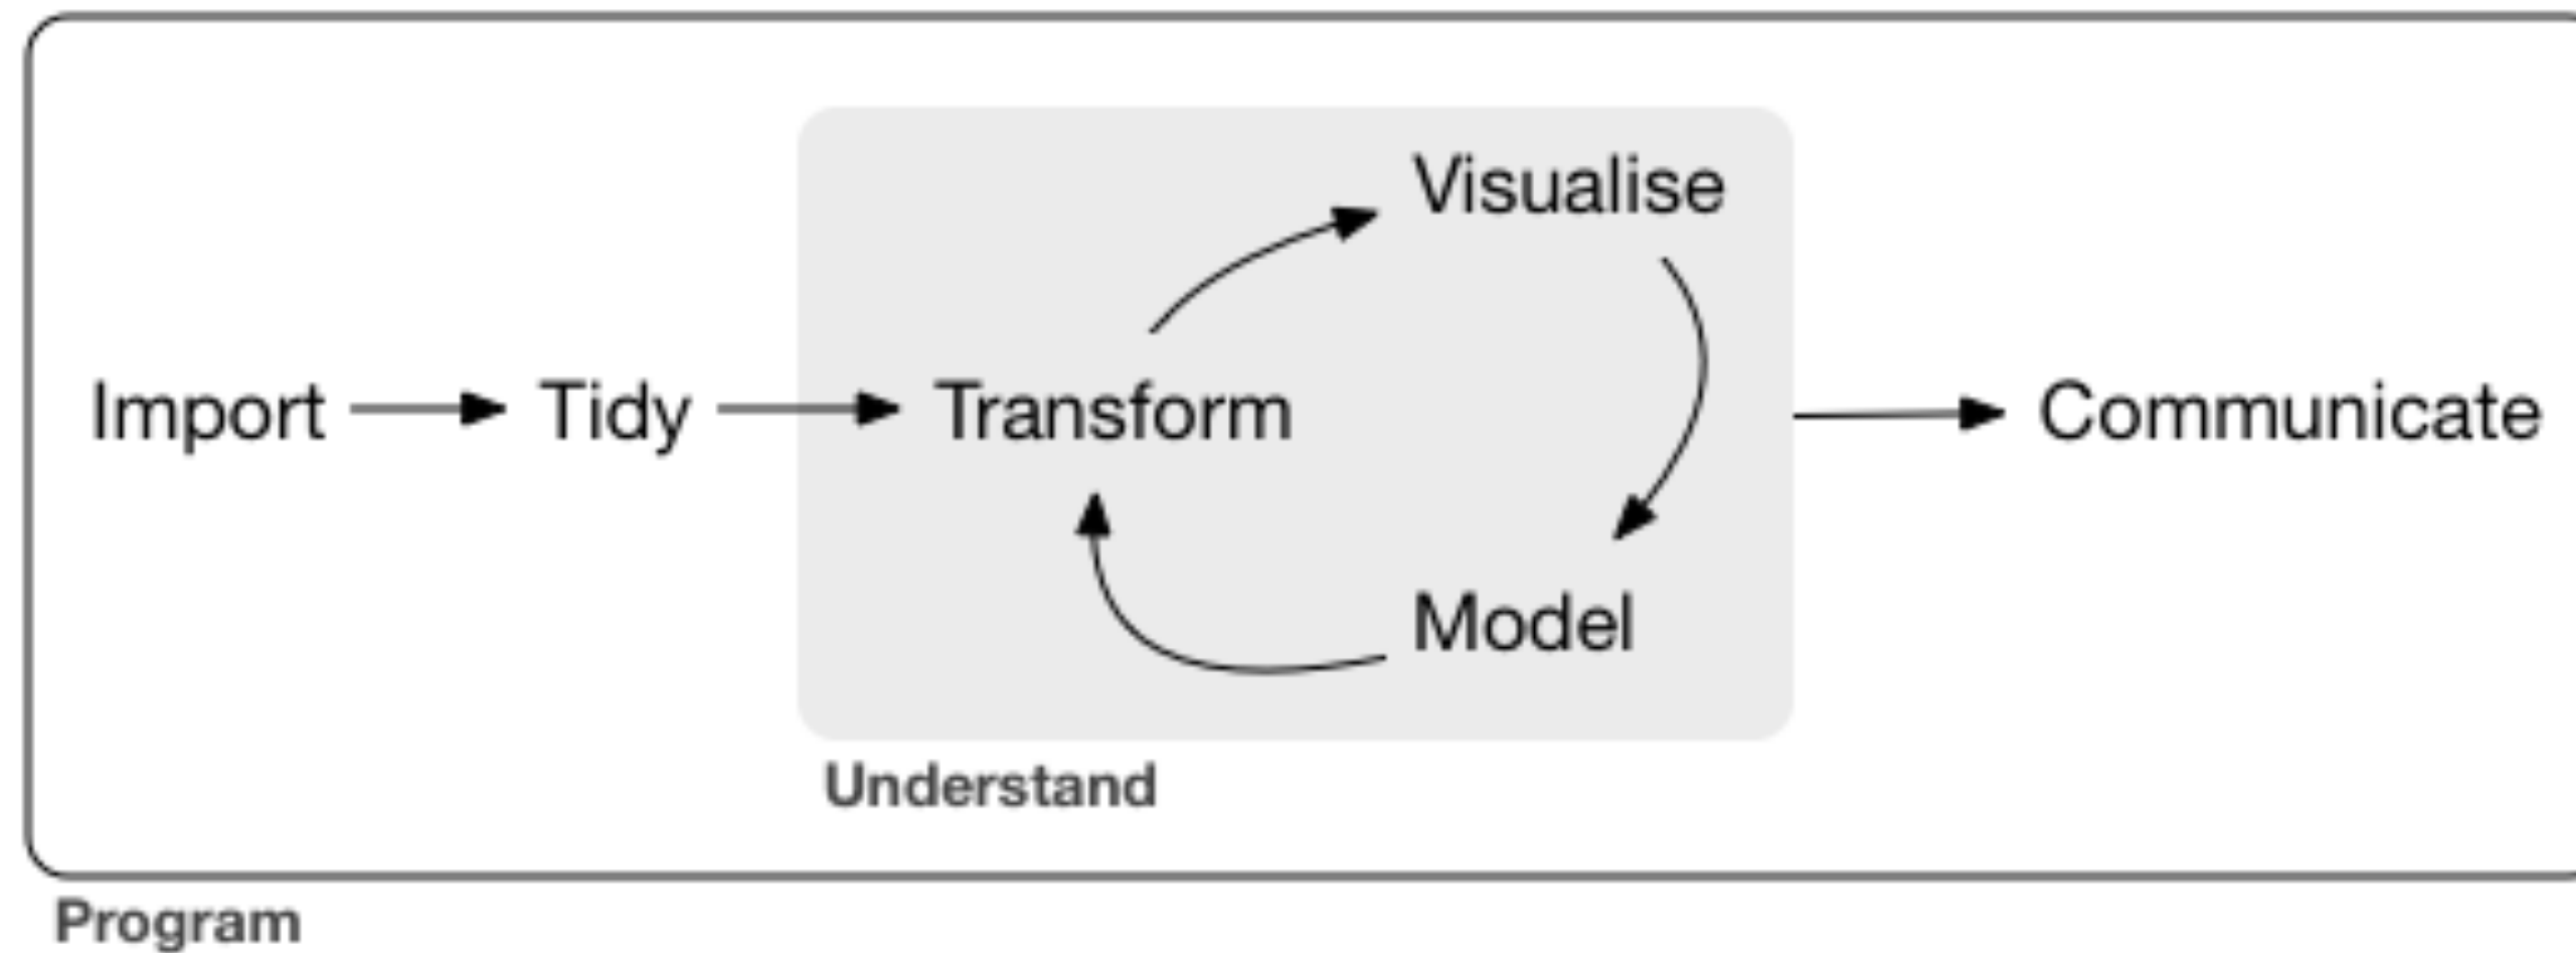 Visualise
Import Tidy Transform Communicate
Model
Understand
Program